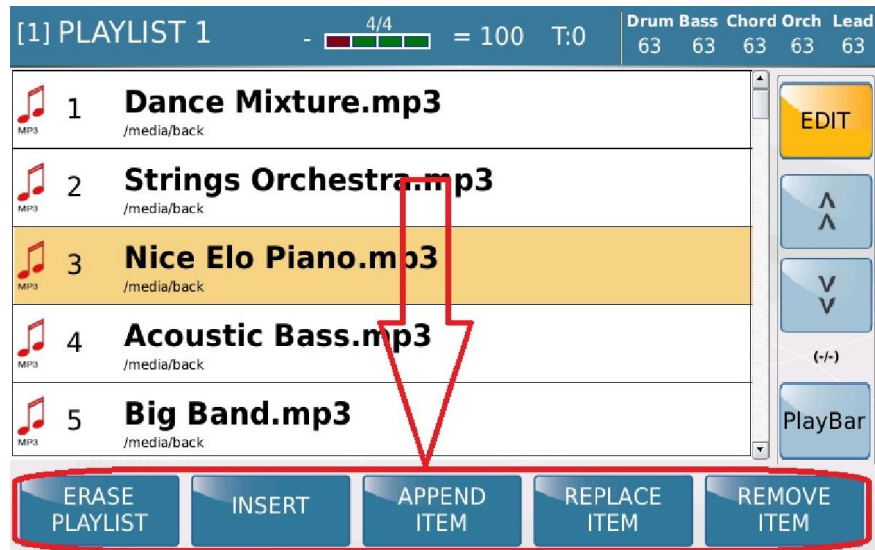 [1] PLAYLIST 1 - 4/4 = 100 T:0
Drum Bass Chord Orch Lead
63 63 63 63 63
1 Dance Mixture.mp3
MP3 /media/back
2 Strings Orchestra.mp3
MP3 /media/back
3 Nice Elo Piano.mp3
MP3 /media/back
4 Acoustic Bass.mp3
MP3 /media/back
5 Big Band.mp3
MP3 /media/back
EDIT
(-/-)
PlayBar
ERASE
PLAYLIST
INSERT
APPEND
ITEM
REPLACE
ITEM
REMOVE
ITEM